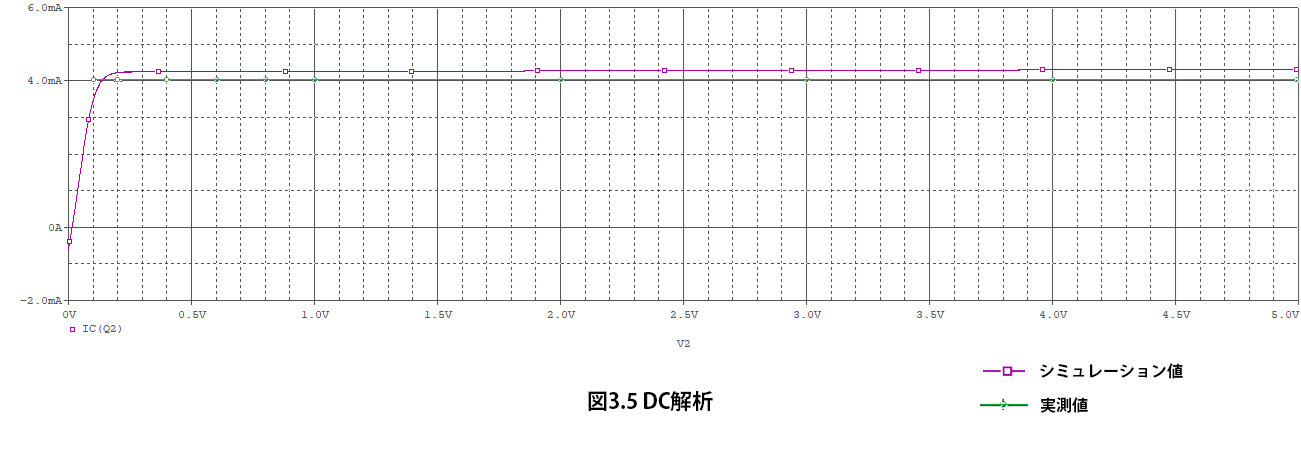 6.0mA
4.0mA
0A
-2.0mA
0V 0.5V 1.0V 1.5V 2.0V 2.5V 3.0V 3.5V 4.0V 4.5V 5.0V
IC(Q2)
V2
シミュレーション値
図3.5 DC解析
実測値